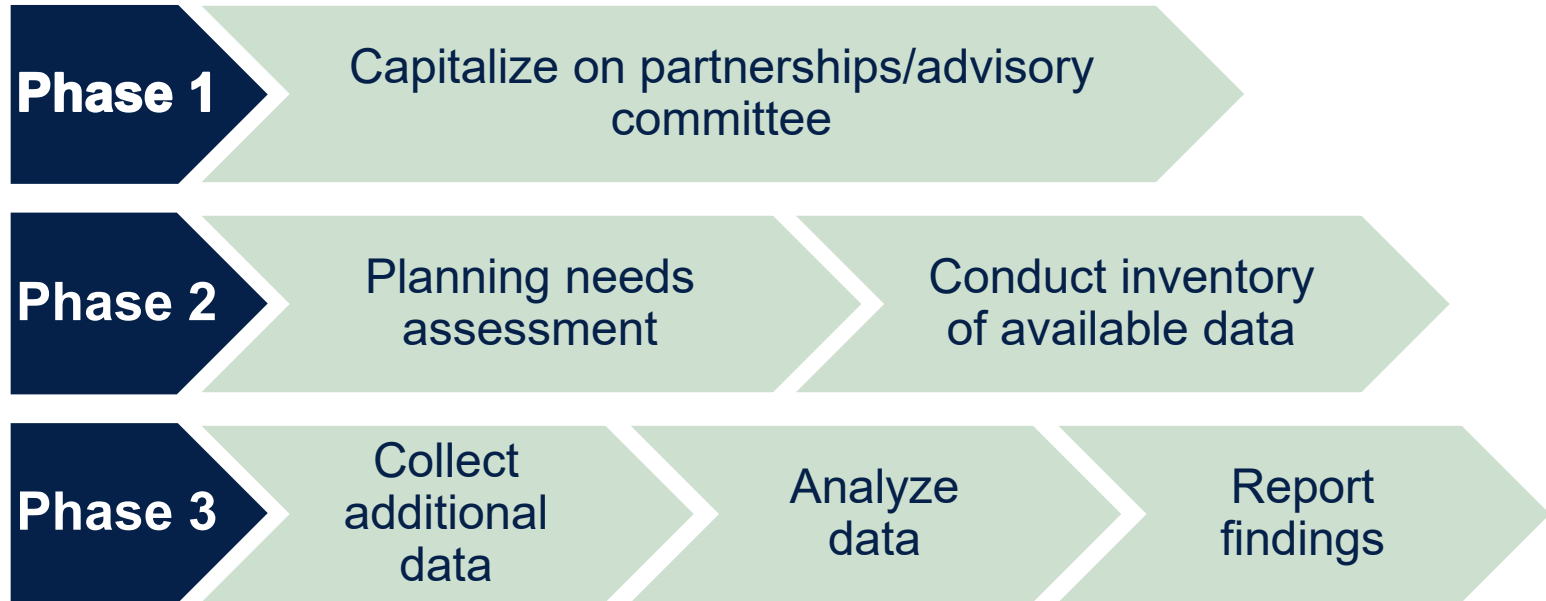 Phase 1
Capitalize on partnerships/advisory
committee
Phase 2
Planning needs
assessment
Conduct inventory
of available data
Phase 3
Collect
additional
data
Analyze
data
Report
findings